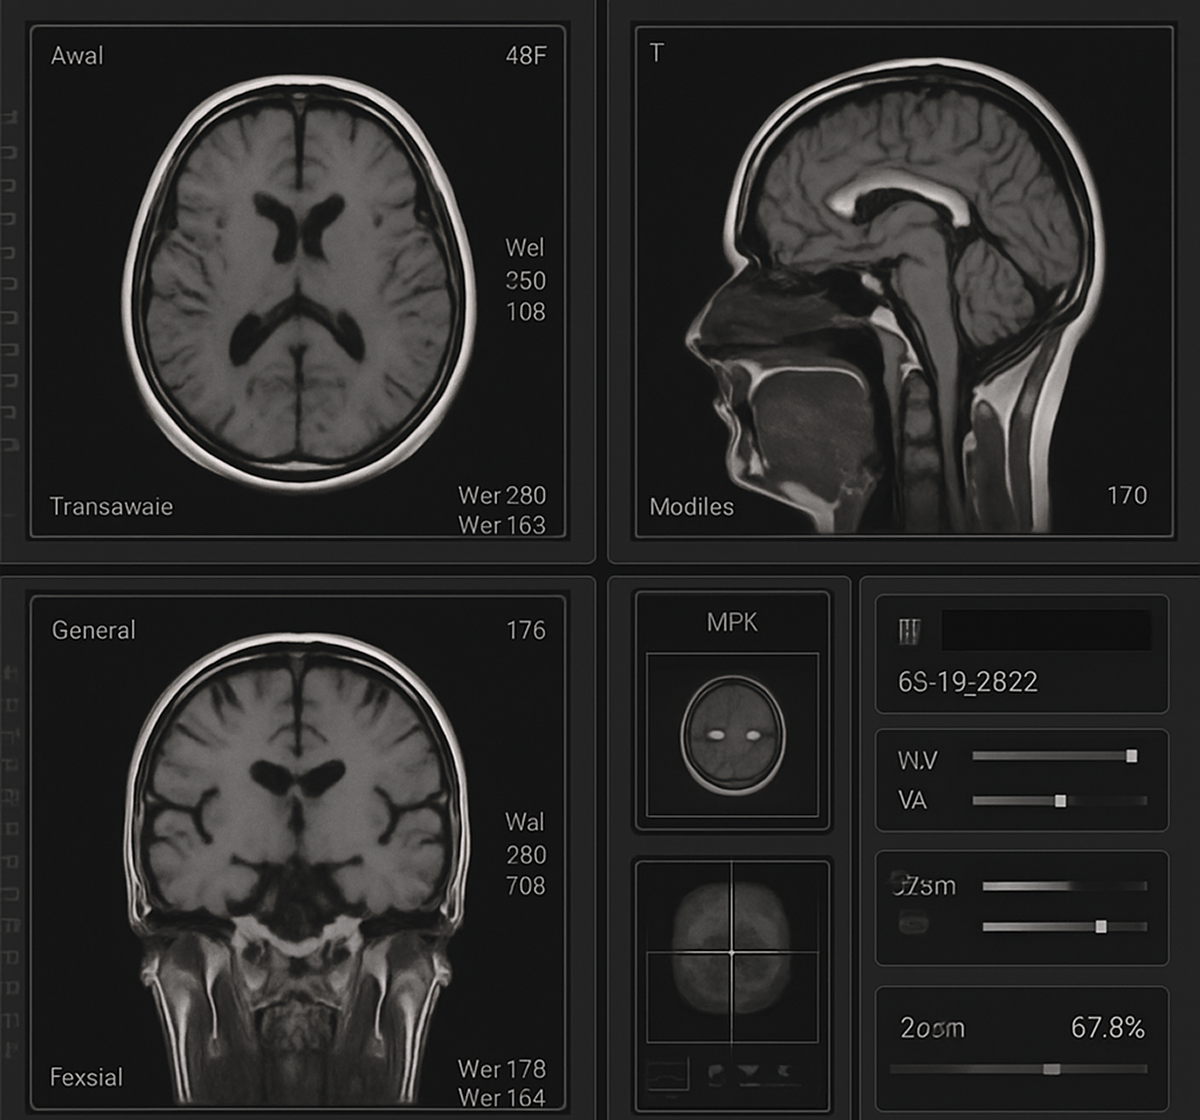 Awal
48F
Wel
350
108
Transawaie
Wer 280
Wer 163
T
Modiles
170
General
176
Wal
280
708
Fexsial
Wer 178
Wer 164
MPK
6S-19_2822
W.V
VA
2oom
67.8%